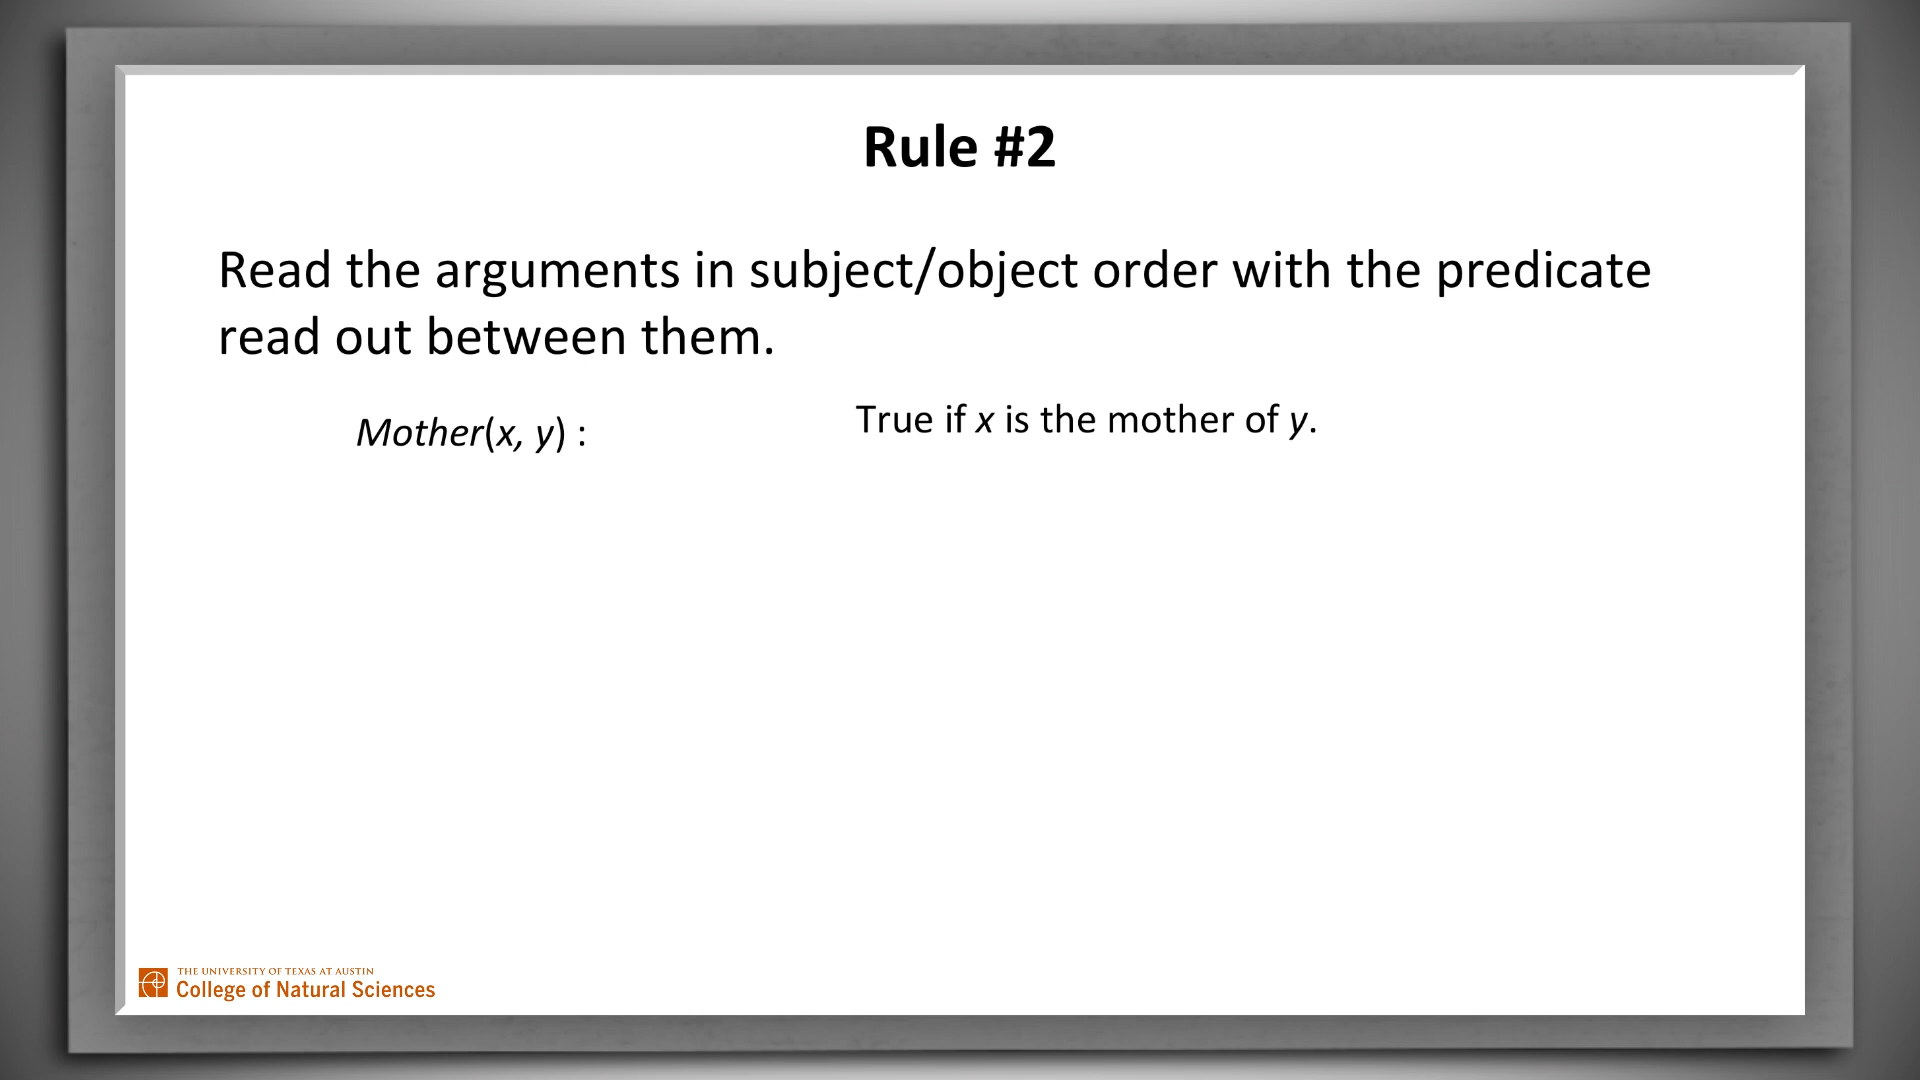 Rule #2
Read the arguments in subject/object order with the predicate
read out between them.
Mother(x, y) :
True if x is the mother of y.
THE UNIVERSITY OF TEXAS AT AUSTIN
College of Natural Sciences